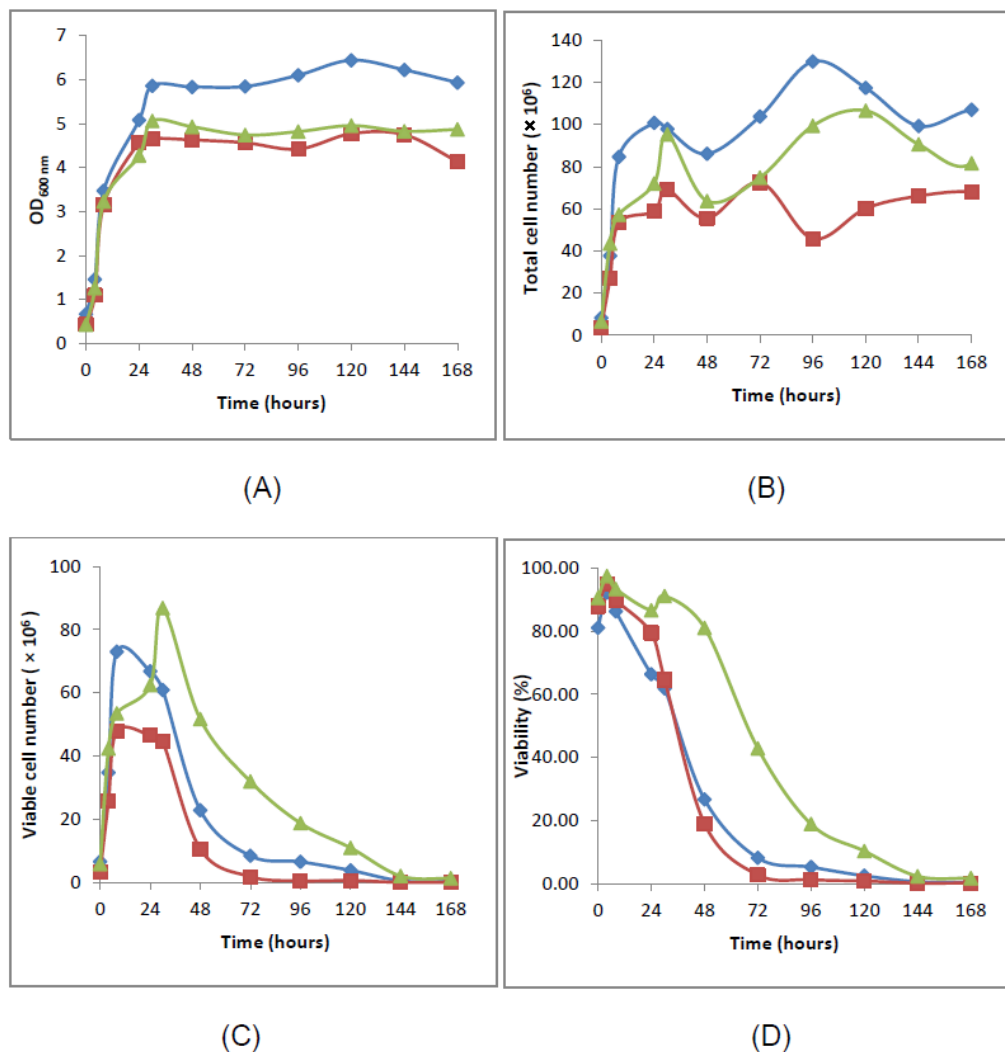 7
6
5
4
3
2
1
0
OD600 nm
0 24 48 72 96 120 144 168
Time (hours)
(A)
140
120
100
80
60
40
20
0
Total cell number (× 10⁶)
0 24 48 72 96 120 144 168
Time (hours)
(B)
100
80
60
40
20
0
Viable cell number ( × 10⁶)
0 24 48 72 96 120 144 168
Time (hours)
(C)
100.00
80.00
60.00
40.00
20.00
0.00
Viability (%)
0 24 48 72 96 120 144 168
Time (hours)
(D)